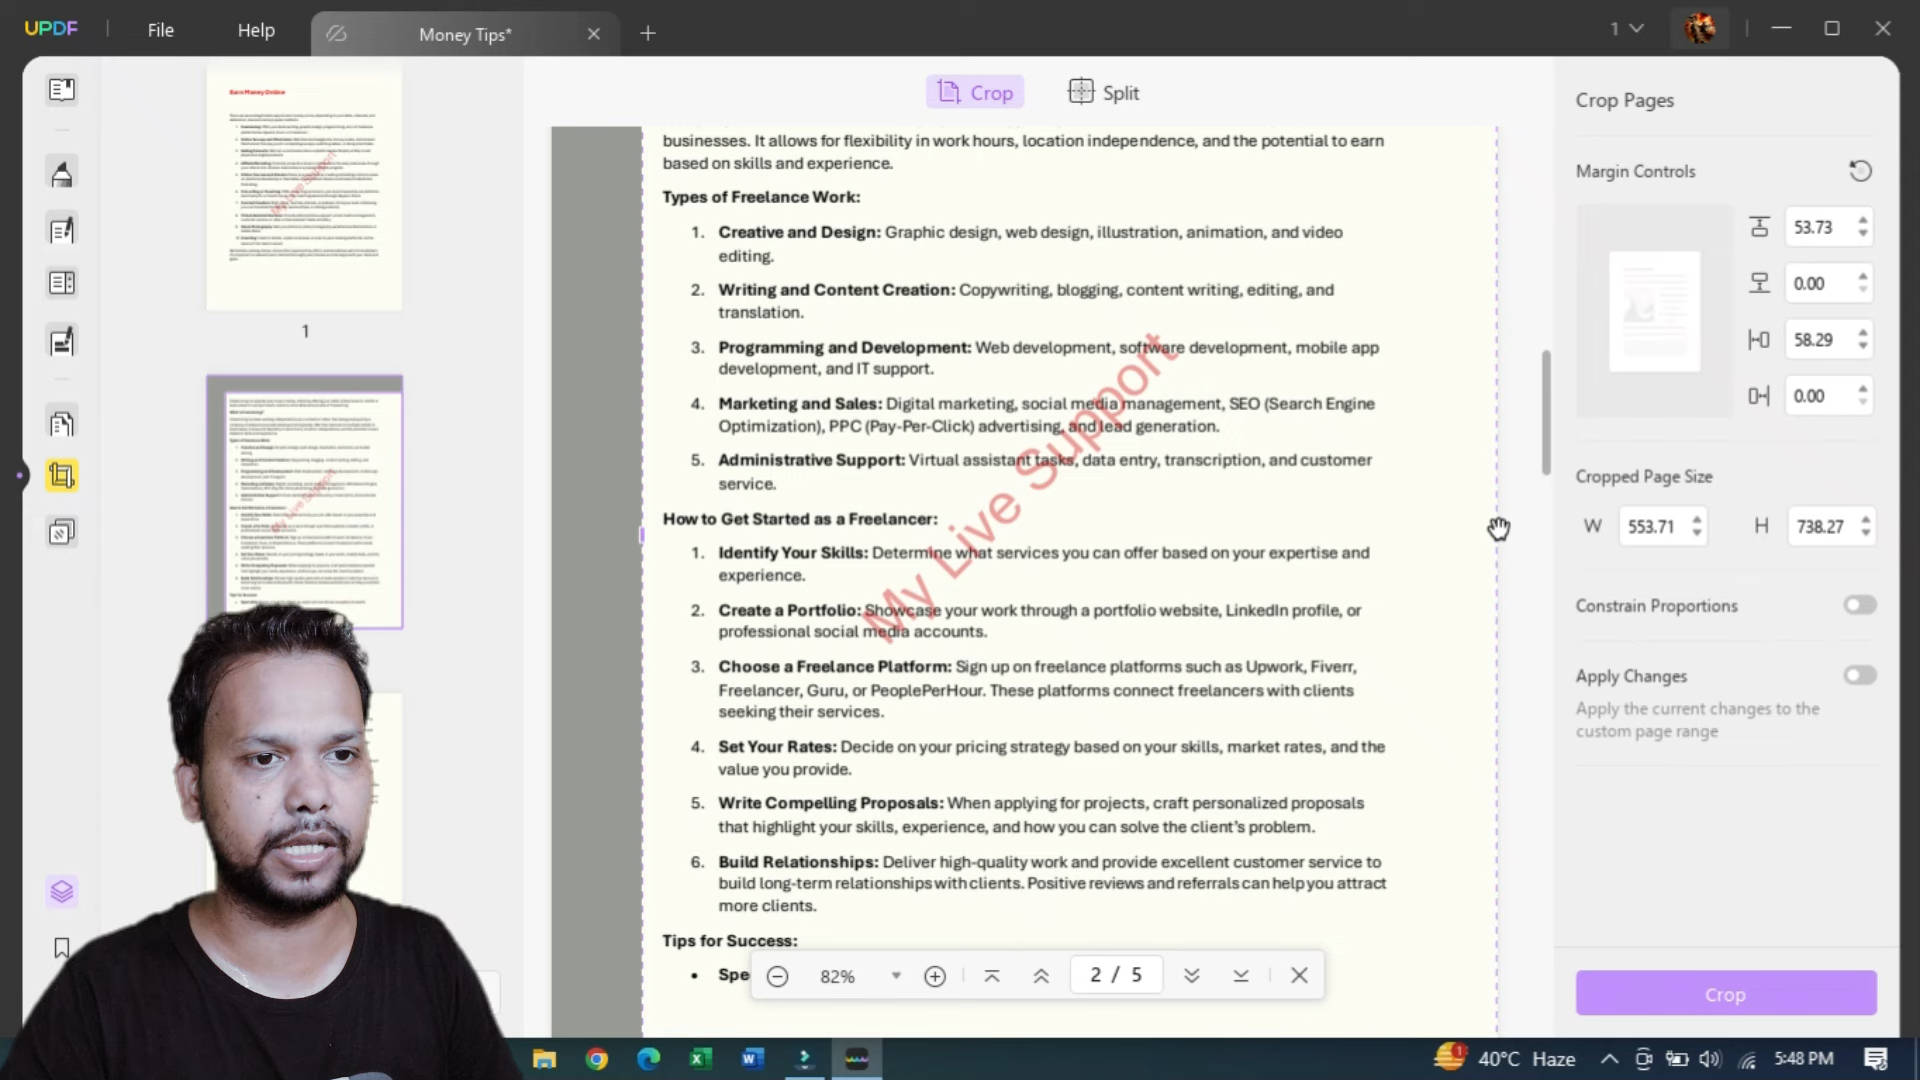 UPDF
File
Help
Money Tips*
1
Crop
Split
Earn Money Online
1
businesses. It allows for flexibility in work hours, location independence, and the potential to earn
based on skills and experience.
Types of Freelance Work:
1. Creative and Design: Graphic design, web design, illustration, animation, and video
editing.
2. Writing and Content Creation: Copywriting, blogging, content writing, editing, and
translation.
3. Programming and Development: Web development, software development, mobile app
development, and IT support.
4. Marketing and Sales: Digital marketing, social media management, SEO (Search Engine
Optimization), PPC (Pay-Per-Click) advertising, and lead generation.
5. Administrative Support: Virtual assistant tasks, data entry, transcription, and customer
service.
How to Get Started as a Freelancer:
1. Identify Your Skills: Determine what services you can offer based on your expertise and
experience.
2. Create a Portfolio: Showcase your work through a portfolio website, LinkedIn profile, or
professional social media accounts.
3. Choose a Freelance Platform: Sign up on freelance platforms such as Upwork, Fiverr,
Freelancer, Guru, or PeoplePerHour. These platforms connect freelancers with clients
seeking their services.
4. Set Your Rates: Decide on your pricing strategy based on your skills, market rates, and the
value you provide.
5. Write Compelling Proposals: When applying for projects, craft personalized proposals
that highlight your skills, experience, and how you can solve the client's problem.
6. Build Relationships: Deliver high-quality work and provide excellent customer service to
build long-term relationships with clients. Positive reviews and referrals can help you attract
more clients.
Tips for Success:
• Spe
My Live Support
82%
2 / 5
Crop Pages
Margin Controls
53.73
0.00
58.29
0.00
Cropped Page Size
W 553.71 H 738.27
Constrain Proportions
Apply Changes
Apply the current changes to the
custom page range
Crop
1
40°C Haze
5:48 PM